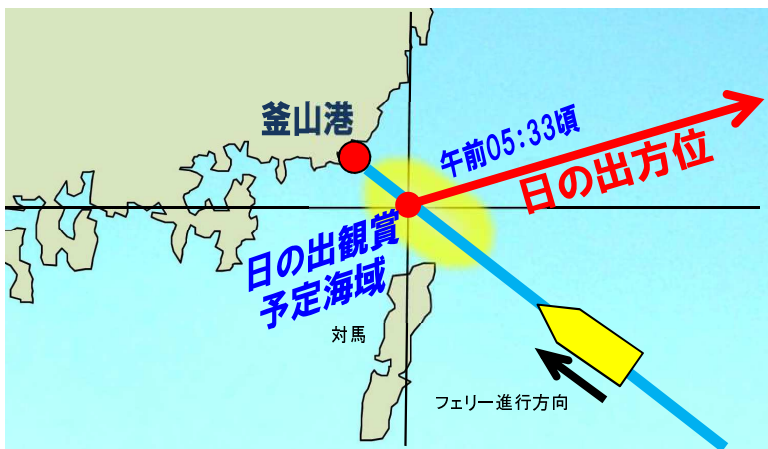 釜山港
午前05:33頃
日の出方位
日の出観賞
予定海域
対馬
フェリー進行方向